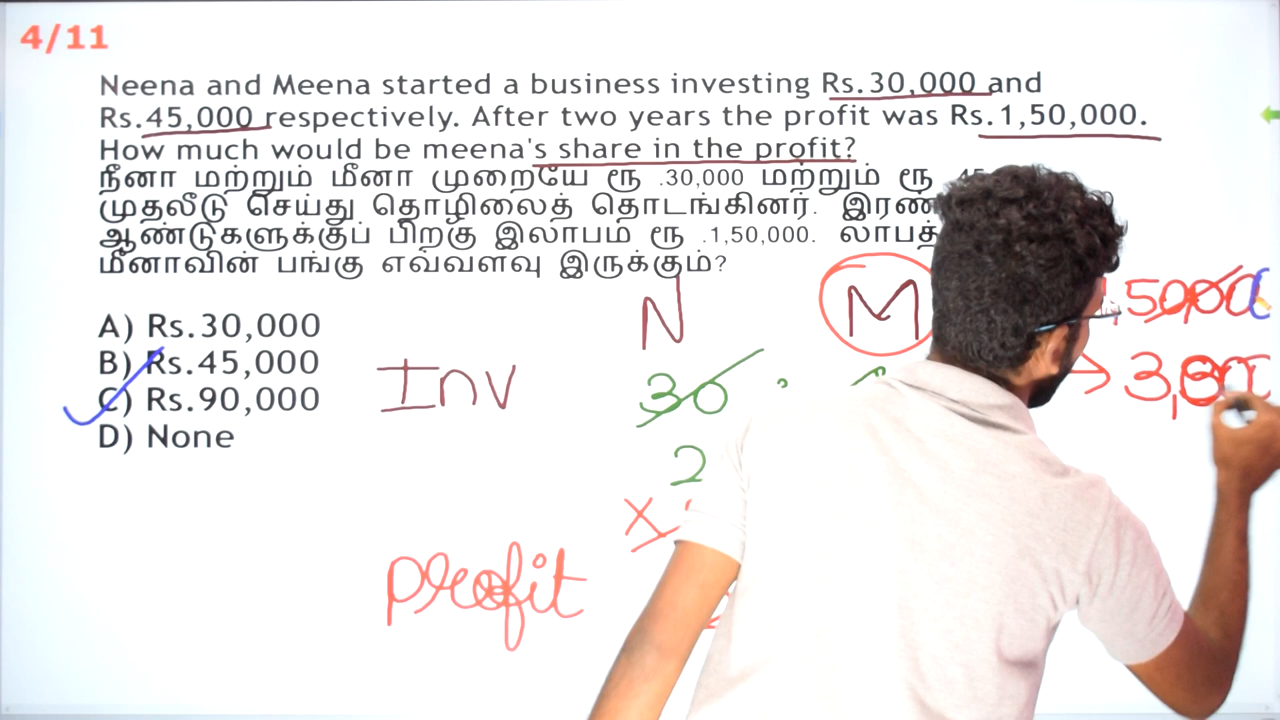 4/11
Neena and Meena started a business investing Rs.30,000 and
Rs.45,000 respectively. After two years the profit was Rs.1,50,000.
How much would be meena's share in the profit?
நீனா மற்றும் மீனா முறையே ரூ .30,000 மற்றும் ரூ
முதலீடு செய்து தொழிலைத் தொடங்கினர்.
ஆண்டுகளுக்குப் பிறகு இலாபம் ரூ .1,50,000.
மீனாவின் பங்கு எவ்வளவு இருக்கும்?
A) Rs.30,000
B) Rs.45,000
C) Rs.90,000
D) None
N M
Inv 30 :
2
Profit